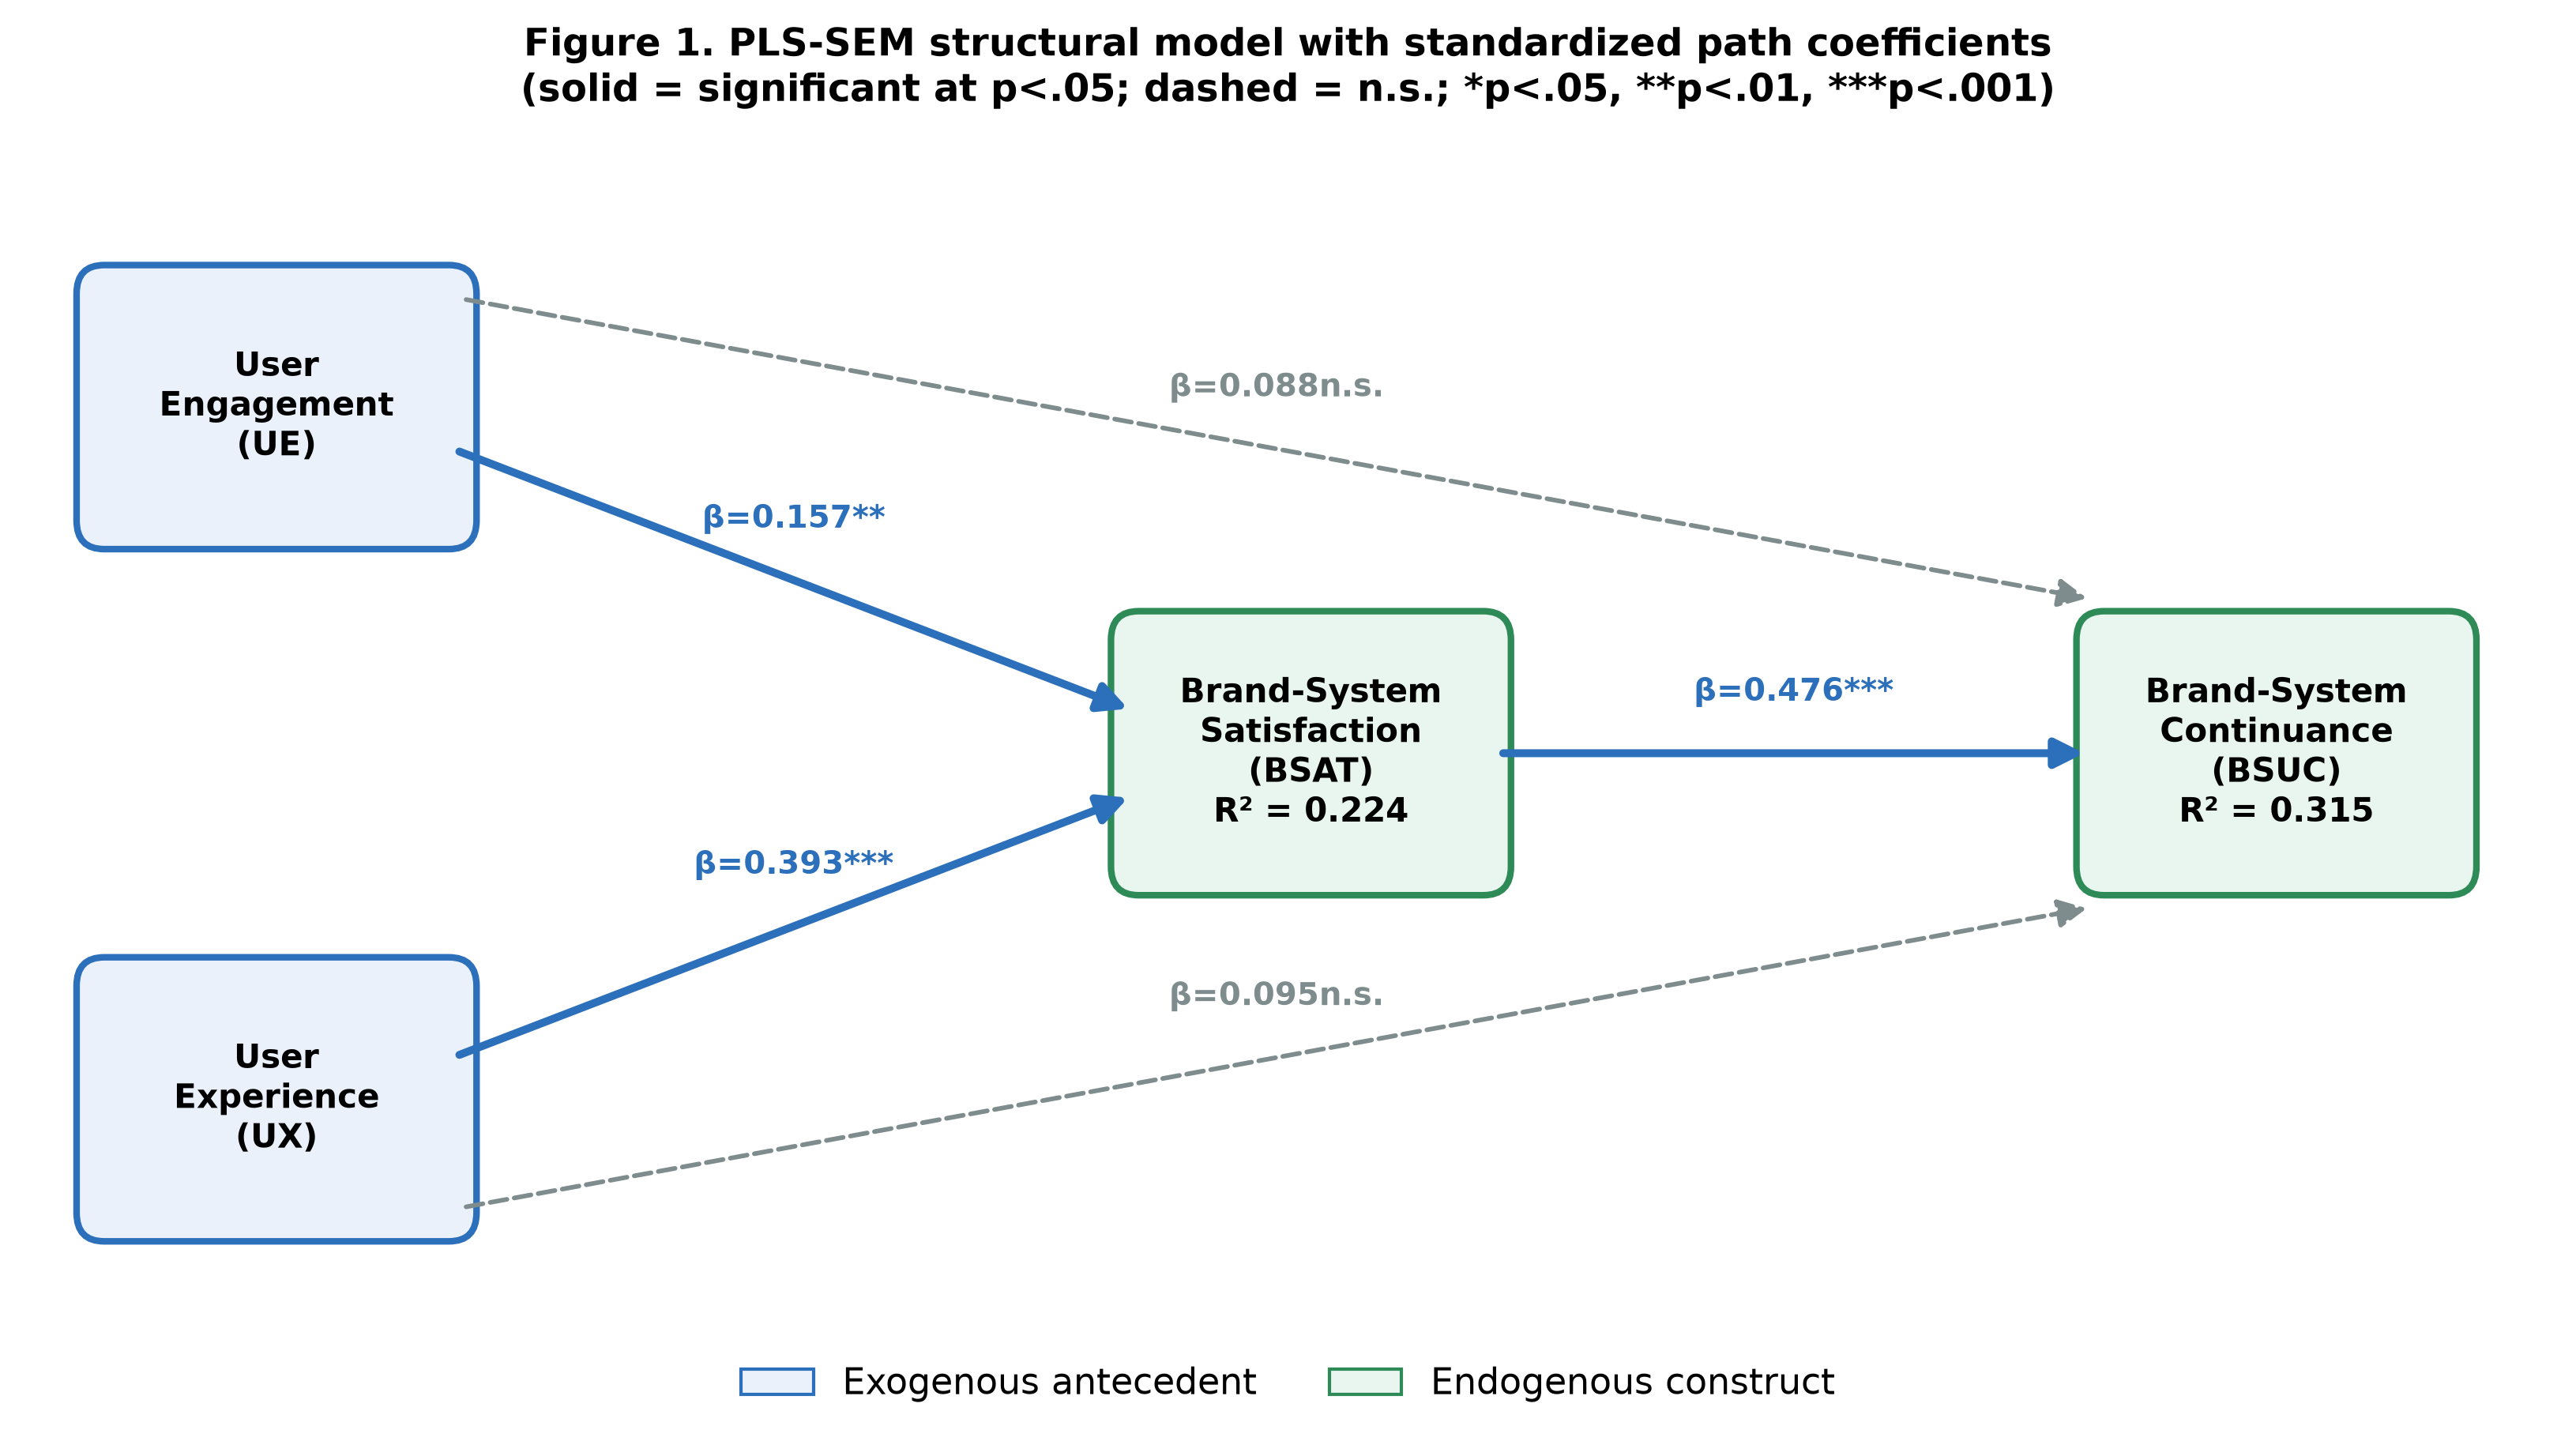 Figure 1. PLS-SEM structural model with standardized path coefficients
(solid = significant at p<.05; dashed = n.s.; *p<.05, **p<.01, ***p<.001)
User
Engagement
(UE)
β=0.088n.s.
β=0.157**
Brand-System
Satisfaction
(BSAT)
R² = 0.224
β=0.476***
Brand-System
Continuance
(BSUC)
R² = 0.315
β=0.393***
β=0.095n.s.
User
Experience
(UX)
Exogenous antecedent
Endogenous construct